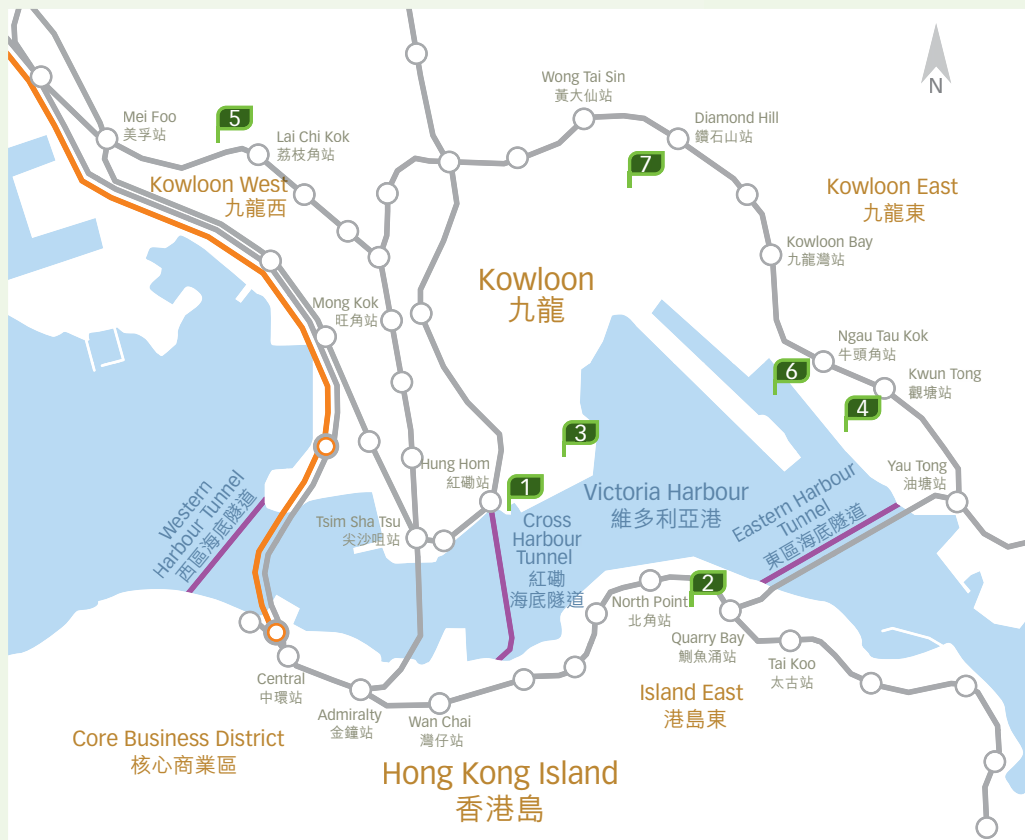 N
Wong Tai Sin
黃大仙站
Diamond Hill
鑽石山站
Mei Foo
美孚站
5
Lai Chi Kok
荔枝角站
7
Kowloon West
九龍西
Kowloon East
九龍東
Kowloon Bay
九龍灣站
Kowloon
九龍
Mong Kok
旺角站
Ngau Tau Kok
牛頭角站
6
Kwun Tong
觀塘站
4
3
Hung Hom
紅磡站
1
Yau Tong
油塘站
Victoria Harbour
維多利亞港
Western
Harbour Tunnel
西區海底隧道
Tsim Sha Tsu
尖沙咀站
Cross
Harbour
Tunnel
紅磡
海底隧道
Eastern Harbour
Tunnel
東區海底隧道
2
North Point
北角站
Quarry Bay
鰂魚涌站
Tai Koo
太古站
Central
中環站
Admiralty
金鐘站
Wan Chai
灣仔站
Island East
港島東
Core Business District
核心商業區
Hong Kong Island
香港島